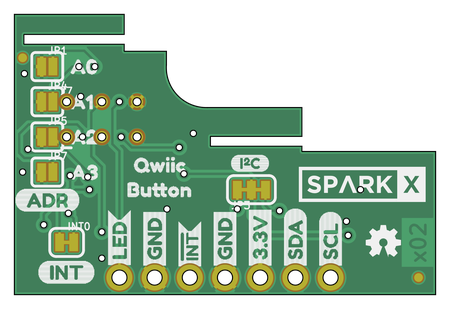 JP1
A0
A1
A2
A3
ADR
INT0
INT
Qwiic
Button
I²C
SPARK X
LED
GND
INT
GND
3.3V
SDA
SCL
x02